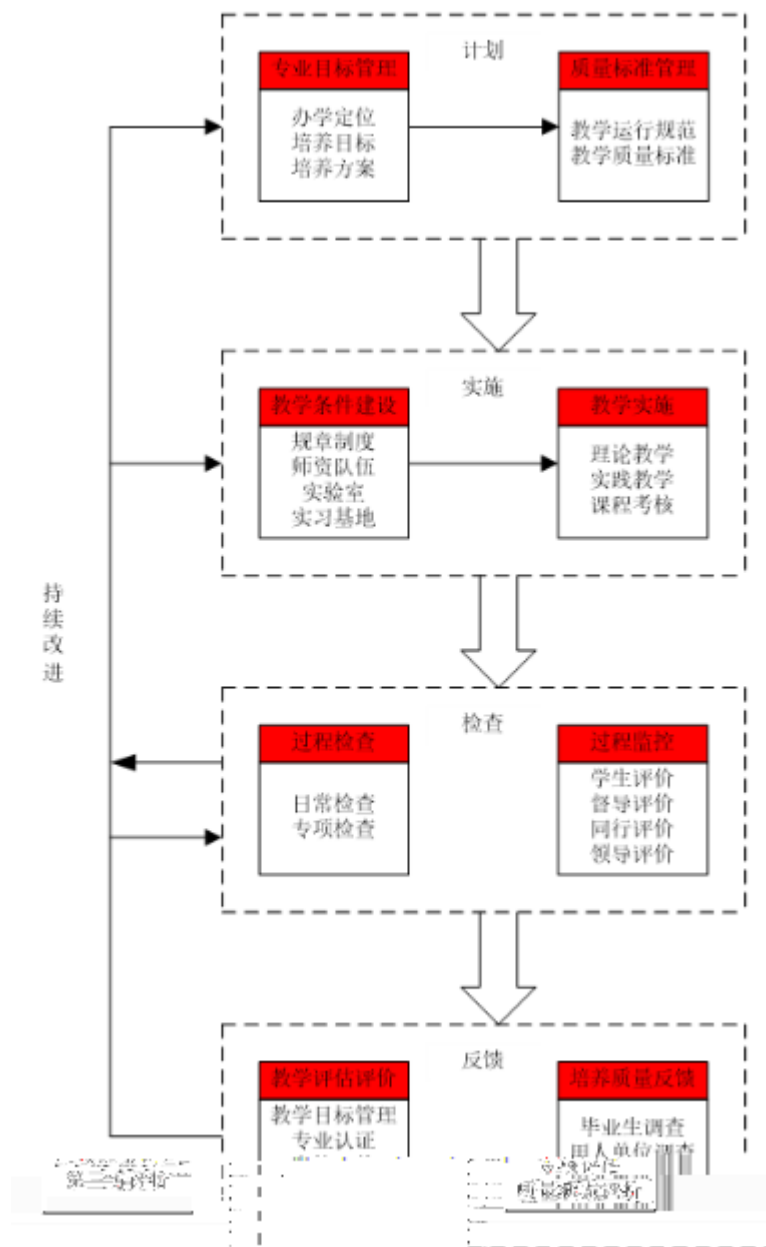 计划
专业目标管理
办学定位
培养目标
培养方案
质量标准管理
教学运行规范
教学质量标准
实施
教学条件建设
规章制度
师资队伍
实验室
实习基地
教学实施
理论教学
实践教学
课程考核
持续改进
检查
过程检查
日常检查
专项检查
过程监控
学生评价
督导评价
同行评价
领导评价
反馈
教学评估评价
教学目标管理
专业认证
培养质量反馈
毕业生调查
用人单位调查